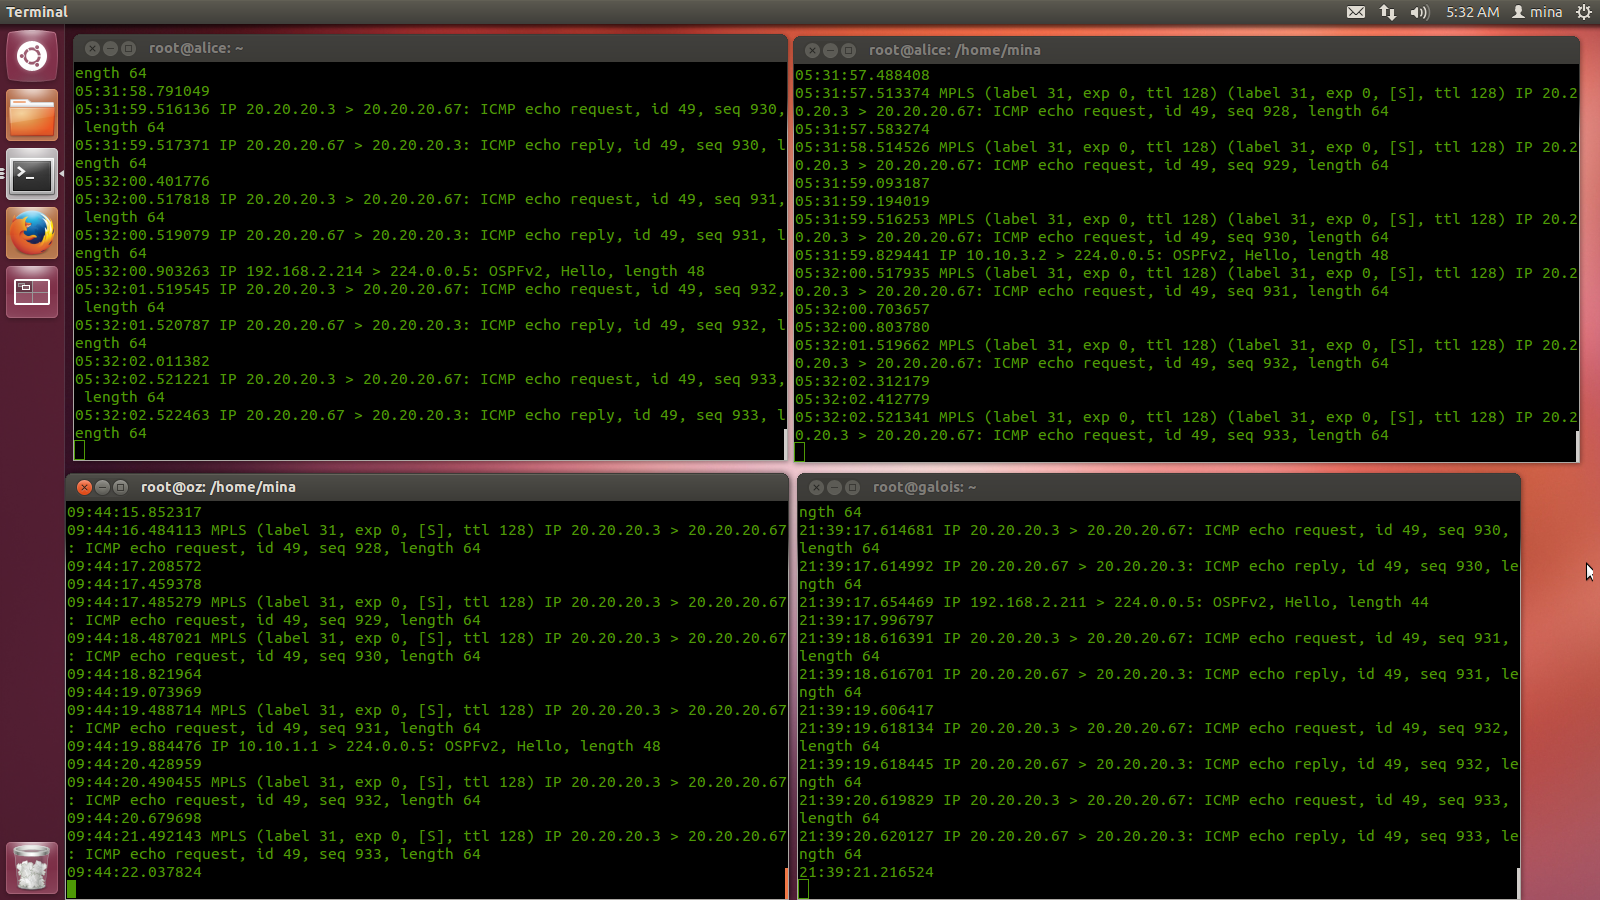 Terminal
5:32 AM
mina
root@alice: ~
ength 64
05:31:58.791049
05:31:59.516136 IP 20.20.20.3 > 20.20.20.67: ICMP echo request, id 49, seq 930,
 length 64
05:31:59.517371 IP 20.20.20.67 > 20.20.20.3: ICMP echo reply, id 49, seq 930, l
ength 64
05:32:00.401776
05:32:00.517818 IP 20.20.20.3 > 20.20.20.67: ICMP echo request, id 49, seq 931,
 length 64
05:32:00.519079 IP 20.20.20.67 > 20.20.20.3: ICMP echo reply, id 49, seq 931, l
ength 64
05:32:00.903263 IP 192.168.2.214 > 224.0.0.5: OSPFv2, Hello, length 48
05:32:01.519545 IP 20.20.20.3 > 20.20.20.67: ICMP echo request, id 49, seq 932,
 length 64
05:32:01.520787 IP 20.20.20.67 > 20.20.20.3: ICMP echo reply, id 49, seq 932, l
ength 64
05:32:02.011382
05:32:02.521221 IP 20.20.20.3 > 20.20.20.67: ICMP echo request, id 49, seq 933,
 length 64
05:32:02.522463 IP 20.20.20.67 > 20.20.20.3: ICMP echo reply, id 49, seq 933, l
ength 64
root@alice: /home/mina
05:31:57.488408
05:31:57.513374 MPLS (label 31, exp 0, ttl 128) (label 31, exp 0, [S], ttl 128) IP 20.2
0.20.3 > 20.20.20.67: ICMP echo request, id 49, seq 928, length 64
05:31:57.583274
05:31:58.514526 MPLS (label 31, exp 0, ttl 128) (label 31, exp 0, [S], ttl 128) IP 20.2
0.20.3 > 20.20.20.67: ICMP echo request, id 49, seq 929, length 64
05:31:59.093187
05:31:59.194019
05:31:59.516253 MPLS (label 31, exp 0, ttl 128) (label 31, exp 0, [S], ttl 128) IP 20.2
0.20.3 > 20.20.20.67: ICMP echo request, id 49, seq 930, length 64
05:31:59.829441 IP 10.10.3.2 > 224.0.0.5: OSPFv2, Hello, length 48
05:32:00.517935 MPLS (label 31, exp 0, ttl 128) (label 31, exp 0, [S], ttl 128) IP 20.2
0.20.3 > 20.20.20.67: ICMP echo request, id 49, seq 931, length 64
05:32:00.703657
05:32:00.803780
05:32:01.519662 MPLS (label 31, exp 0, ttl 128) (label 31, exp 0, [S], ttl 128) IP 20.2
0.20.3 > 20.20.20.67: ICMP echo request, id 49, seq 932, length 64
05:32:02.312179
05:32:02.412779
05:32:02.521341 MPLS (label 31, exp 0, ttl 128) (label 31, exp 0, [S], ttl 128) IP 20.2
0.20.3 > 20.20.20.67: ICMP echo request, id 49, seq 933, length 64
root@oz: /home/mina
09:44:15.852317
09:44:16.484113 MPLS (label 31, exp 0, [S], ttl 128) IP 20.20.20.3 > 20.20.20.67
: ICMP echo request, id 49, seq 928, length 64
09:44:17.208572
09:44:17.459378
09:44:17.485279 MPLS (label 31, exp 0, [S], ttl 128) IP 20.20.20.3 > 20.20.20.67
: ICMP echo request, id 49, seq 929, length 64
09:44:18.487021 MPLS (label 31, exp 0, [S], ttl 128) IP 20.20.20.3 > 20.20.20.67
: ICMP echo request, id 49, seq 930, length 64
09:44:18.821964
09:44:19.073969
09:44:19.488714 MPLS (label 31, exp 0, [S], ttl 128) IP 20.20.20.3 > 20.20.20.67
: ICMP echo request, id 49, seq 931, length 64
09:44:19.884476 IP 10.10.1.1 > 224.0.0.5: OSPFv2, Hello, length 48
09:44:20.428959
09:44:20.490455 MPLS (label 31, exp 0, [S], ttl 128) IP 20.20.20.3 > 20.20.20.67
: ICMP echo request, id 49, seq 932, length 64
09:44:20.679698
09:44:21.492143 MPLS (label 31, exp 0, [S], ttl 128) IP 20.20.20.3 > 20.20.20.67
: ICMP echo request, id 49, seq 933, length 64
09:44:22.037824
root@galois: ~
ngth 64
21:39:17.614681 IP 20.20.20.3 > 20.20.20.67: ICMP echo request, id 49, seq 930,
length 64
21:39:17.614992 IP 20.20.20.67 > 20.20.20.3: ICMP echo reply, id 49, seq 930, le
ngth 64
21:39:17.654469 IP 192.168.2.211 > 224.0.0.5: OSPFv2, Hello, length 44
21:39:17.996797
21:39:18.616391 IP 20.20.20.3 > 20.20.20.67: ICMP echo request, id 49, seq 931,
length 64
21:39:18.616701 IP 20.20.20.67 > 20.20.20.3: ICMP echo reply, id 49, seq 931, le
ngth 64
21:39:19.606417
21:39:19.618134 IP 20.20.20.3 > 20.20.20.67: ICMP echo request, id 49, seq 932,
length 64
21:39:19.618445 IP 20.20.20.67 > 20.20.20.3: ICMP echo reply, id 49, seq 932, le
ngth 64
21:39:20.619829 IP 20.20.20.3 > 20.20.20.67: ICMP echo request, id 49, seq 933,
length 64
21:39:20.620127 IP 20.20.20.67 > 20.20.20.3: ICMP echo reply, id 49, seq 933, le
ngth 64
21:39:21.216524